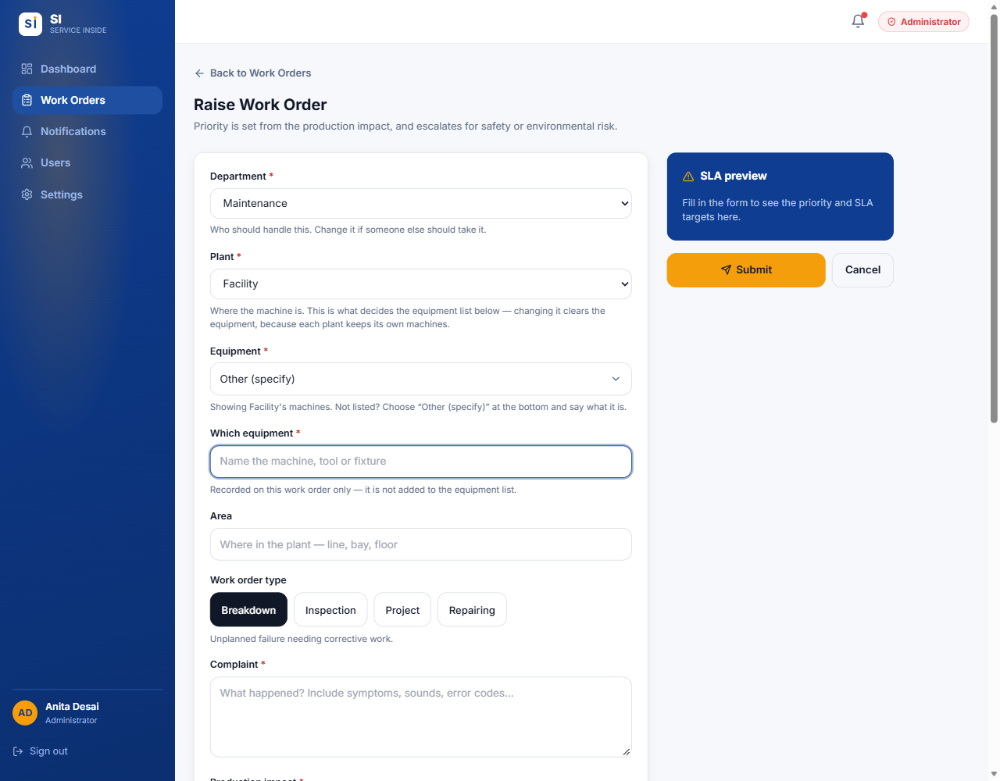 si
SI
SERVICE INSIDE
Dashboard
Work Orders
Notifications
Users
Settings
AD
Anita Desai
Administrator
Sign out
Administrator
Back to Work Orders
Raise Work Order
Priority is set from the production impact, and escalates for safety or environmental risk.
Department *
Maintenance
Who should handle this. Change it if someone else should take it.
Plant *
Facility
Where the machine is. This is what decides the equipment list below — changing it clears the
equipment, because each plant keeps its own machines.
Equipment *
Other (specify)
Showing Facility's machines. Not listed? Choose “Other (specify)” at the bottom and say what it is.
Which equipment *
Name the machine, tool or fixture
Recorded on this work order only — it is not added to the equipment list.
Area
Where in the plant — line, bay, floor
Work order type
Breakdown
Inspection
Project
Repairing
Unplanned failure needing corrective work.
Complaint *
What happened? Include symptoms, sounds, error codes...
Production impact *
SLA preview
Fill in the form to see the priority and SLA
targets here.
Submit
Cancel